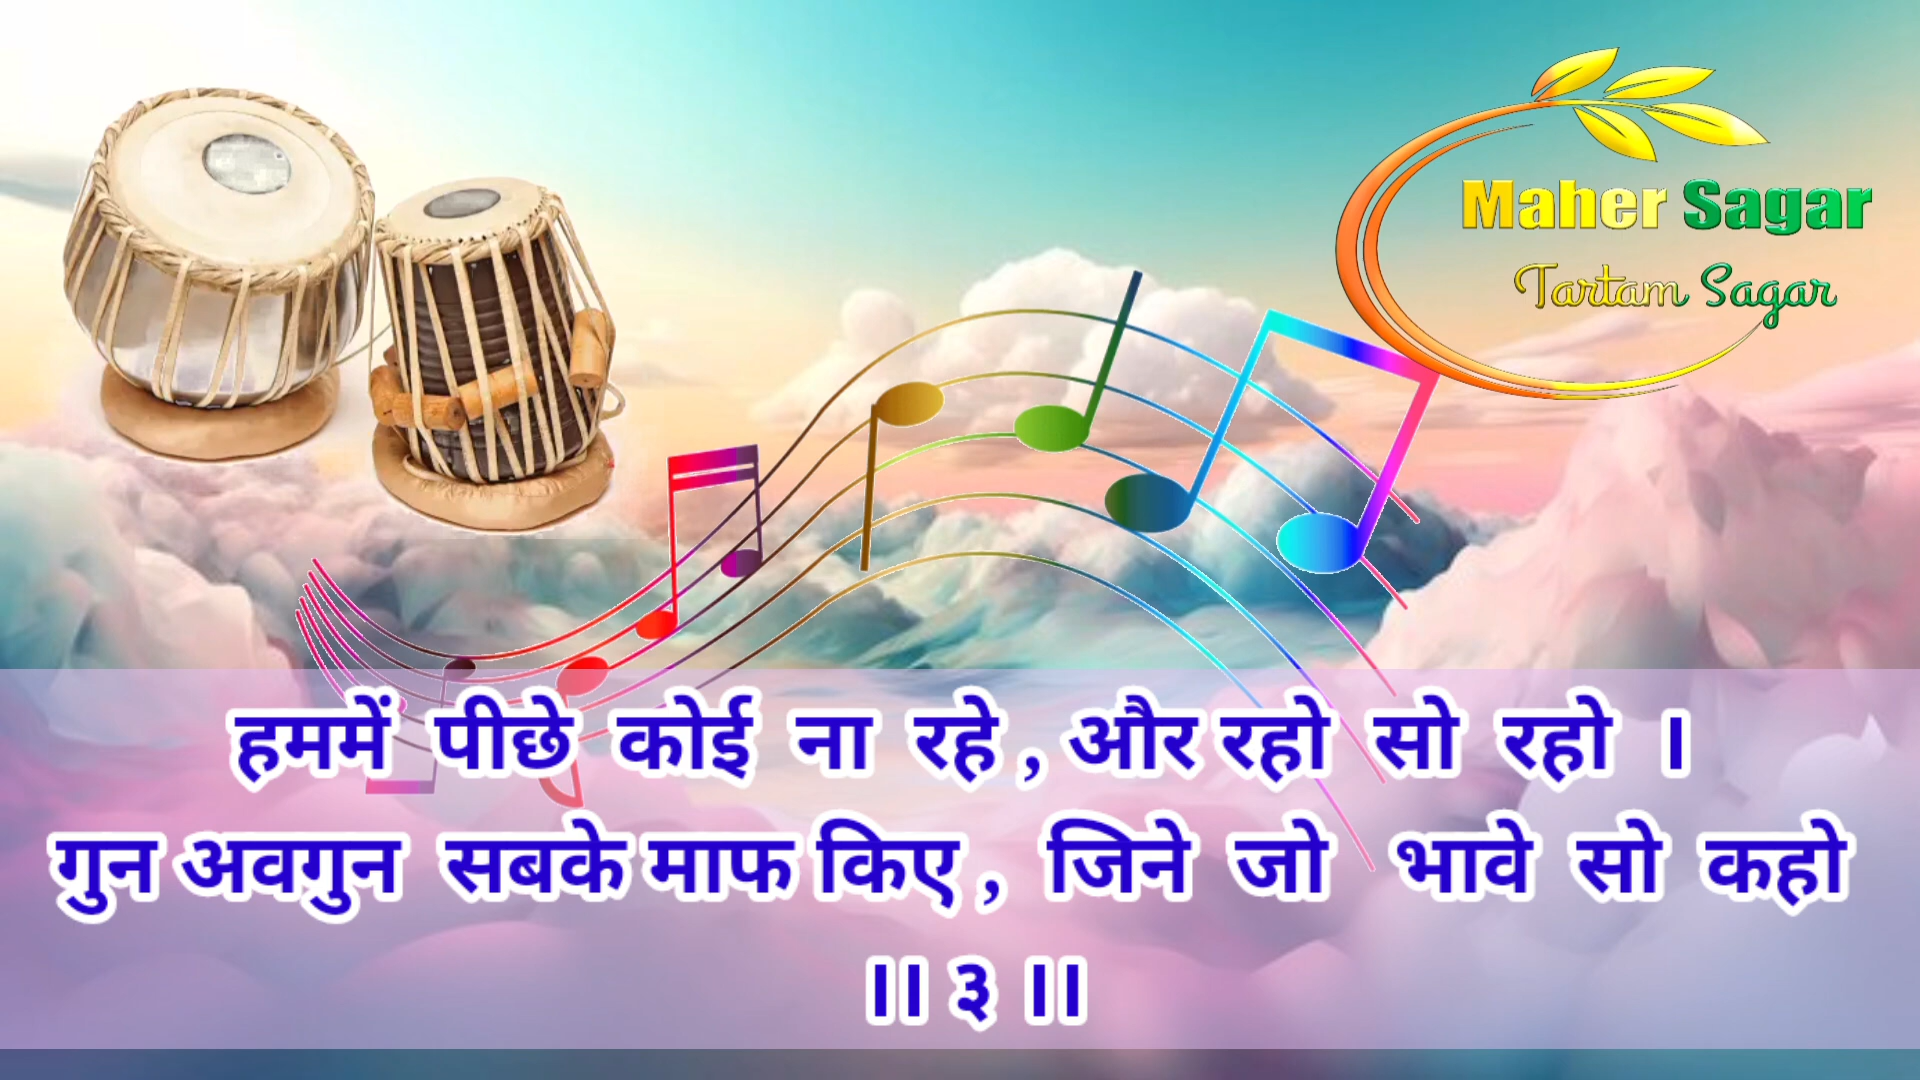 Maher Sagar
Tartam Sagar
हममें पीछे कोई ना रहे , और रहो सो रहो ।
गुन अवगुन सबके माफ किए , जिने जो भावे सो कहो
।। ३ ।।